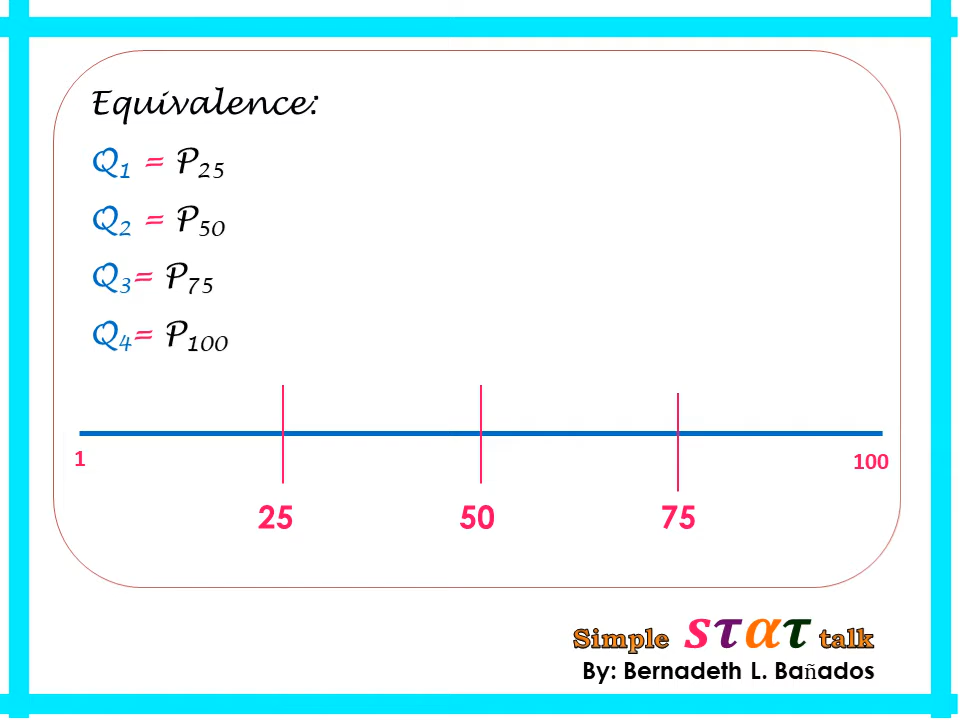 Equivalence:
Q₁ = P₂₅
Q₂ = P₅₀
Q₃= P₇₅
Q₄= P₁₀₀
1
100
25 50 75
Simple sτατ talk
By: Bernadeth L. Bañados